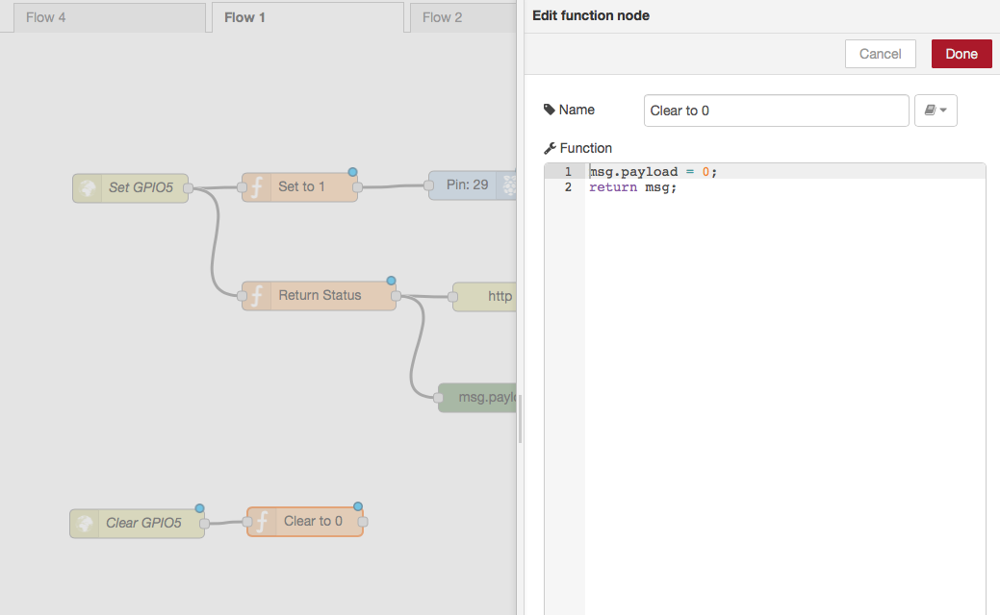 Flow 4
Flow 1
Flow 2
Edit function node
Cancel
Done
Name
Clear to 0
Function
1 msg.payload = 0;
2 return msg;
Set GPIO5
Set to 1
Pin: 29
Return Status
http
msg.paylo
Clear GPIO5
Clear to 0